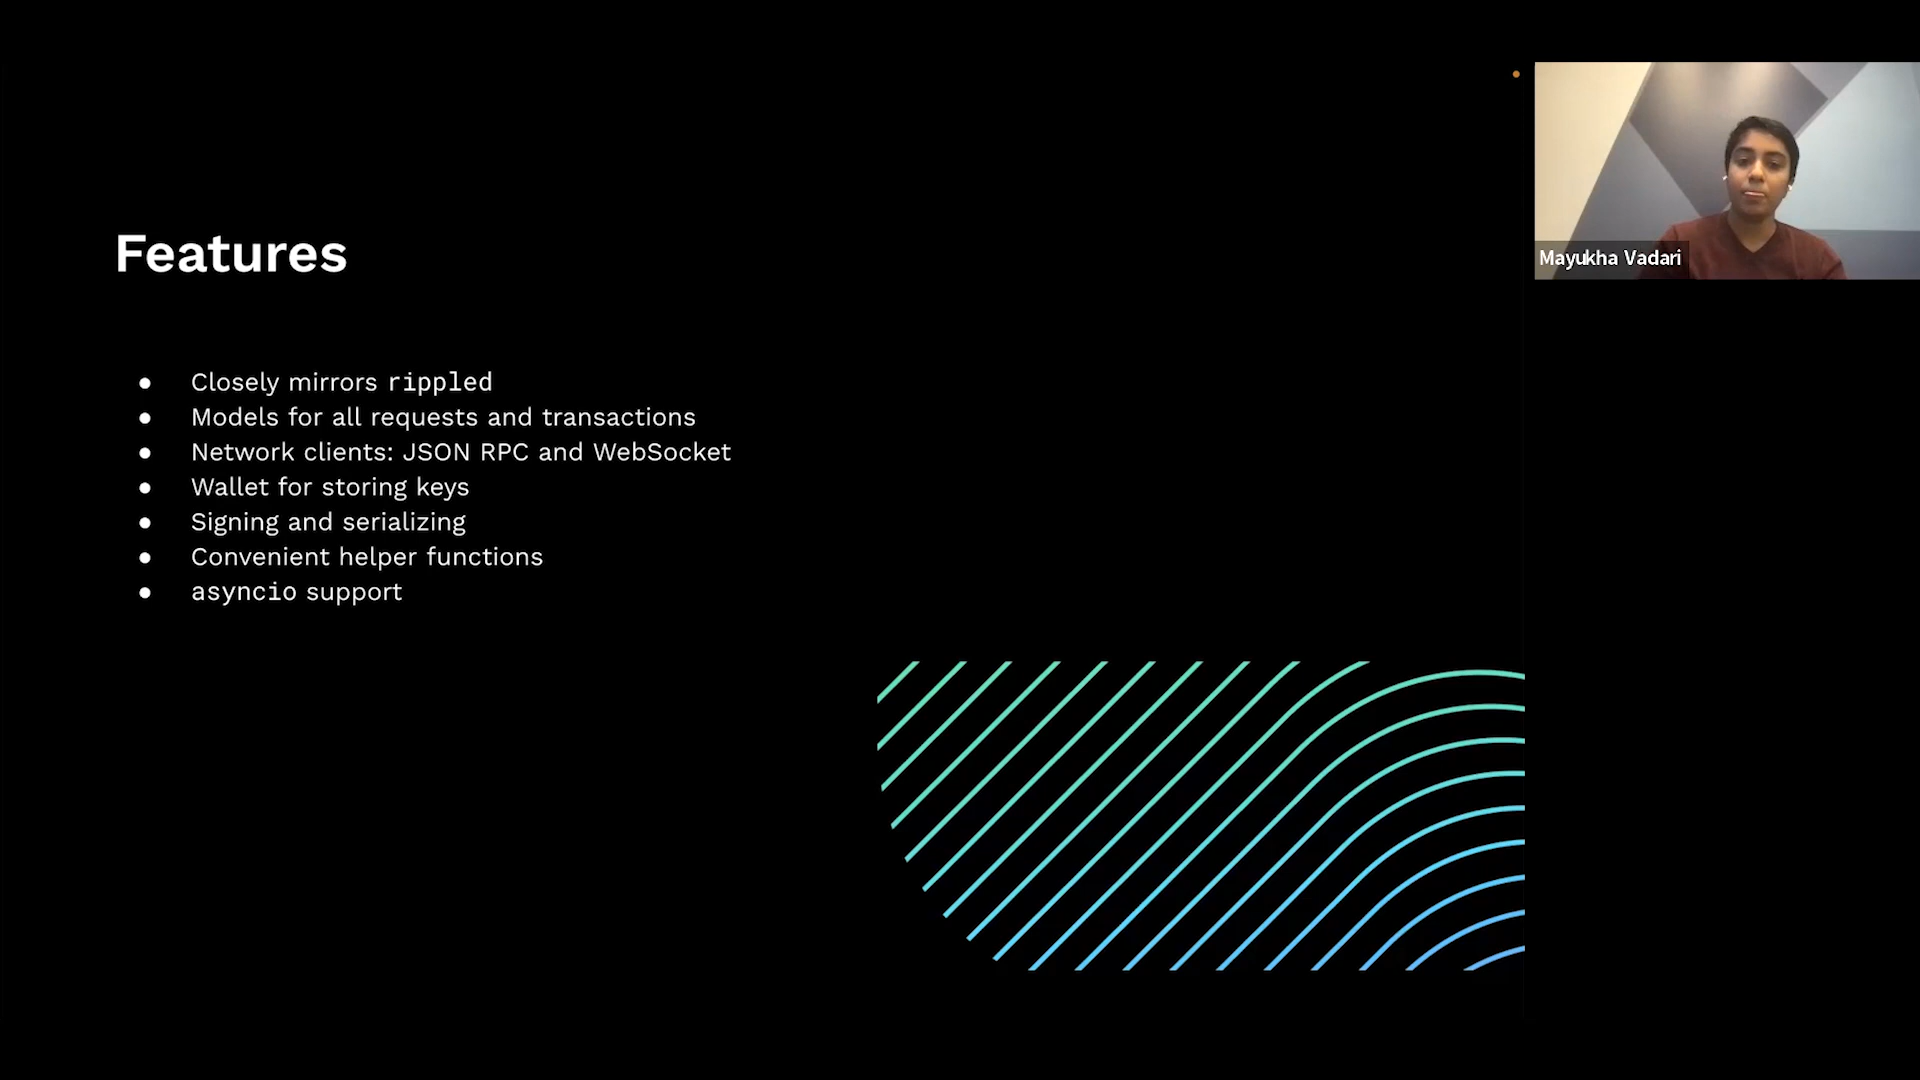 Features
Closely mirrors rippled
Models for all requests and transactions
Network clients: JSON RPC and WebSocket
Wallet for storing keys
Signing and serializing
Convenient helper functions
asyncio support
Mayukha Vadari